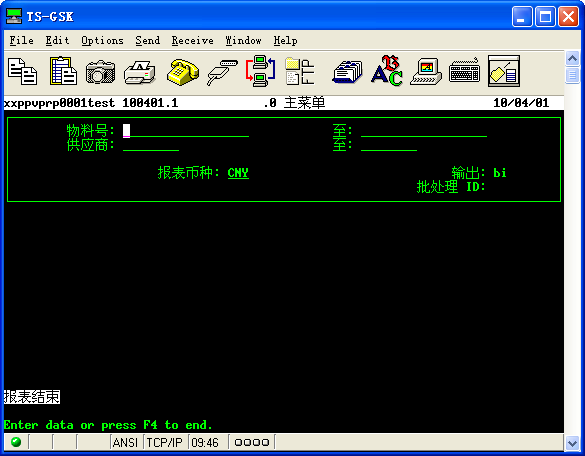 TS-GSK
File Edit Options Send Receive Window Help
xxppvprp0001test 100401.1 .0 主菜单 10/04/01
物料号: 至:
供应商: 至:
报表币种: CNY 输出: bi
批处理 ID:
报表结束
Enter data or press F4 to end.
ANSI TCP/IP 09:46